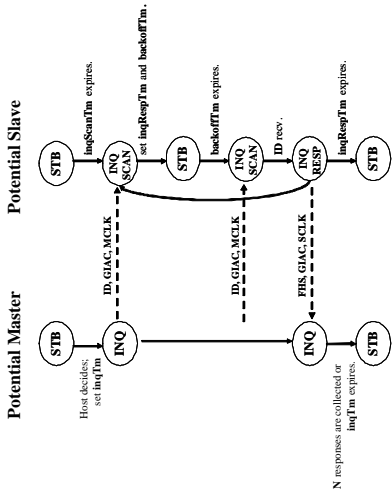 Potential Master
Potential Slave
STB
Host decides;
set inqTm
INQ
INQ
N responses are collected or
inqTm expires.
STB
ID, GIAC, MCLK
ID, GIAC, MCLK
FHS, GIAC, SCLK
STB
inqScanTm expires.
INQ
SCAN
set inqRespTm and backoffTm.
STB
backoffTm expires.
INQ
SCAN
ID recv.
INQ
RESP
inqRespTm expires.
STB